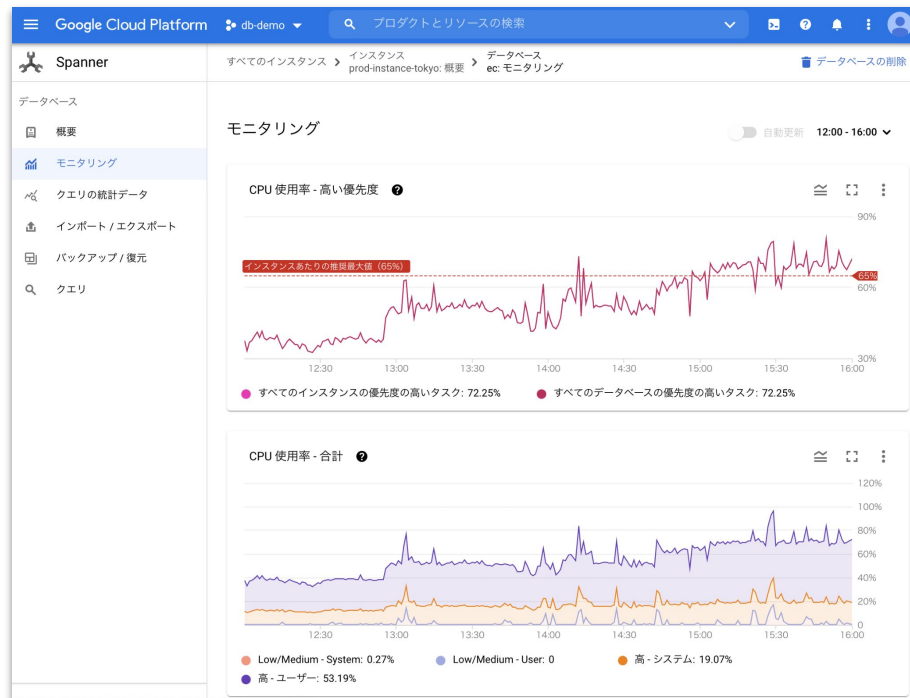 Google Cloud Platform
db-demo
プロダクトとリソースの検索
Spanner
すべてのインスタンス
インスタンス
prod-instance-tokyo: 概要
データベース
ec: モニタリング
データベースの削除
データベース
概要
モニタリング
クエリの統計データ
インポート / エクスポート
バックアップ / 復元
クエリ
モニタリング
自動更新
12:00 - 16:00
CPU 使用率 - 高い優先度
90%
インスタンスあたりの推奨最大値（65%）
65%
60%
30%
12:30 13:00 13:30 14:00 14:30 15:00 15:30 16:00
すべてのインスタンスの優先度の高いタスク: 72.25%
すべてのデータベースの優先度の高いタスク: 72.25%
CPU 使用率 - 合計
120%
100%
80%
60%
40%
20%
0
12:30 13:00 13:30 14:00 14:30 15:00 15:30 16:00
Low/Medium - System: 0.27%
Low/Medium - User: 0
高 - システム: 19.07%
高 - ユーザー: 53.19%